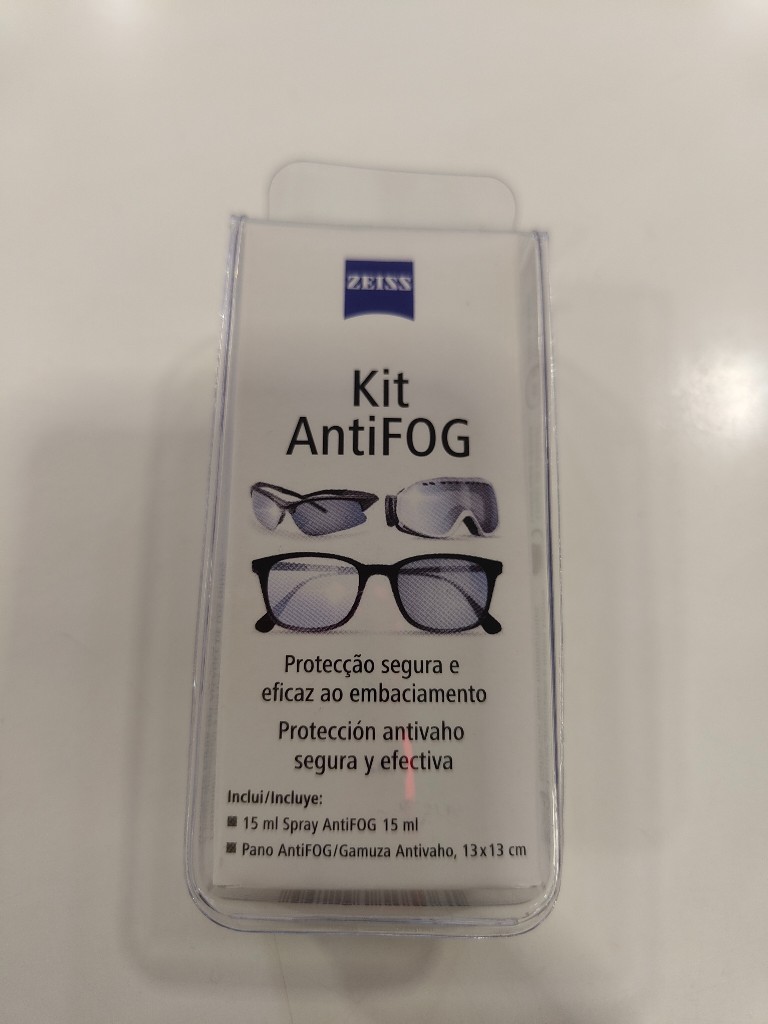 ZEISS
Kit
AntiFOG
Protecção segura e
eficaz ao embaciamento
Protección antivaho
segura y efectiva
Inclui/Incluye:
15 ml Spray AntiFOG 15 ml
Pano AntiFOG/Gamuza Antivaho, 13x13 cm